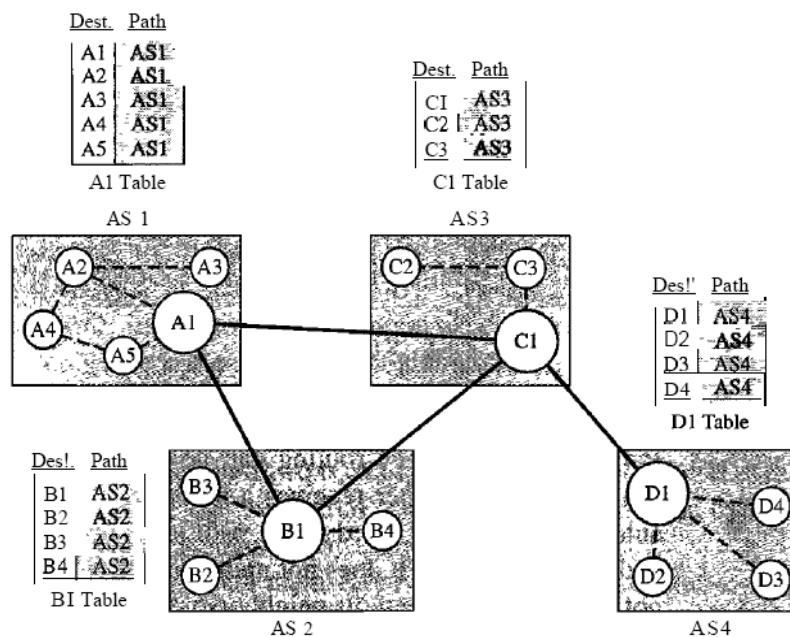 Dest. Path
A1 AS1
A2 AS1
A3 AS1
A4 AS1
A5 AS1
A1 Table
Dest. Path
CI AS3
C2 AS3
C3 AS3
C1 Table
AS 1
AS3
A2
A3
A4
A1
A5
C2
C3
C1
Des!' Path
D1 AS4
D2 AS4
D3 AS4
D4 AS4
D1 Table
Des!. Path
B1 AS2
B2 AS2
B3 AS2
B4 AS2
BI Table
B3
B1
B4
B2
D1
D4
D2
D3
AS 2
AS4